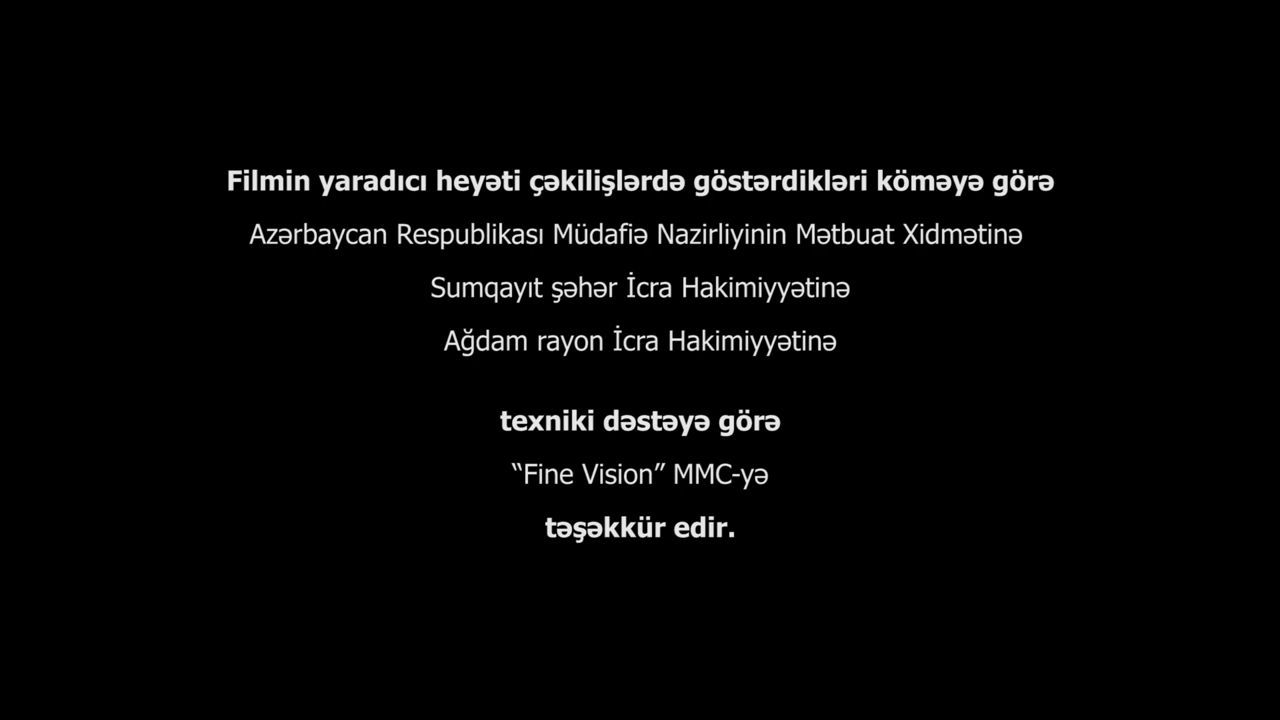 Filmin yaradıcı heyəti çəkilişlərdə göstərdikləri köməyə görə
Azərbaycan Respublikası Müdafiə Nazirliyinin Mətbuat Xidmətinə
Sumqayıt şəhər İcra Hakimiyyətinə
Ağdam rayon İcra Hakimiyyətinə
texniki dəstəyə görə
“Fine Vision” MMC-yə
təşəkkür edir.